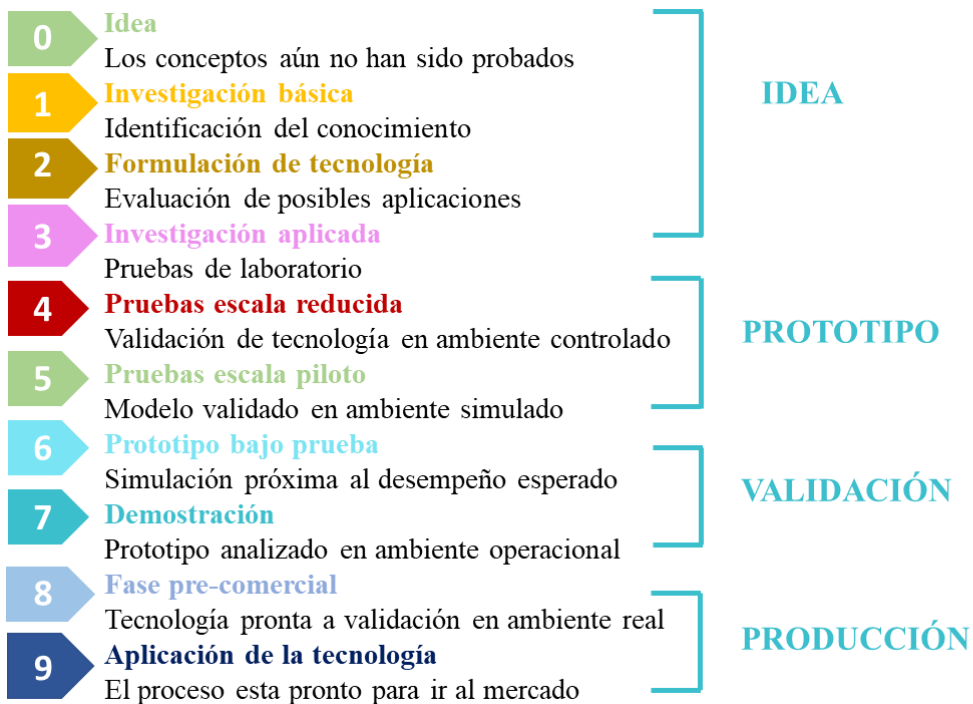 0
Idea
Los conceptos aún no han sido probados
1
Investigación básica
Identificación del conocimiento
2
Formulación de tecnología
Evaluación de posibles aplicaciones
3
Investigación aplicada
Pruebas de laboratorio
IDEA
4
Pruebas escala reducida
Validación de tecnología en ambiente controlado
5
Pruebas escala piloto
Modelo validado en ambiente simulado
PROTOTIPO
6
Prototipo bajo prueba
Simulación próxima al desempeño esperado
7
Demostración
Prototipo analizado en ambiente operacional
VALIDACIÓN
8
Fase pre-comercial
Tecnología pronta a validación en ambiente real
9
Aplicación de la tecnología
El proceso esta pronto para ir al mercado
PRODUCCIÓN